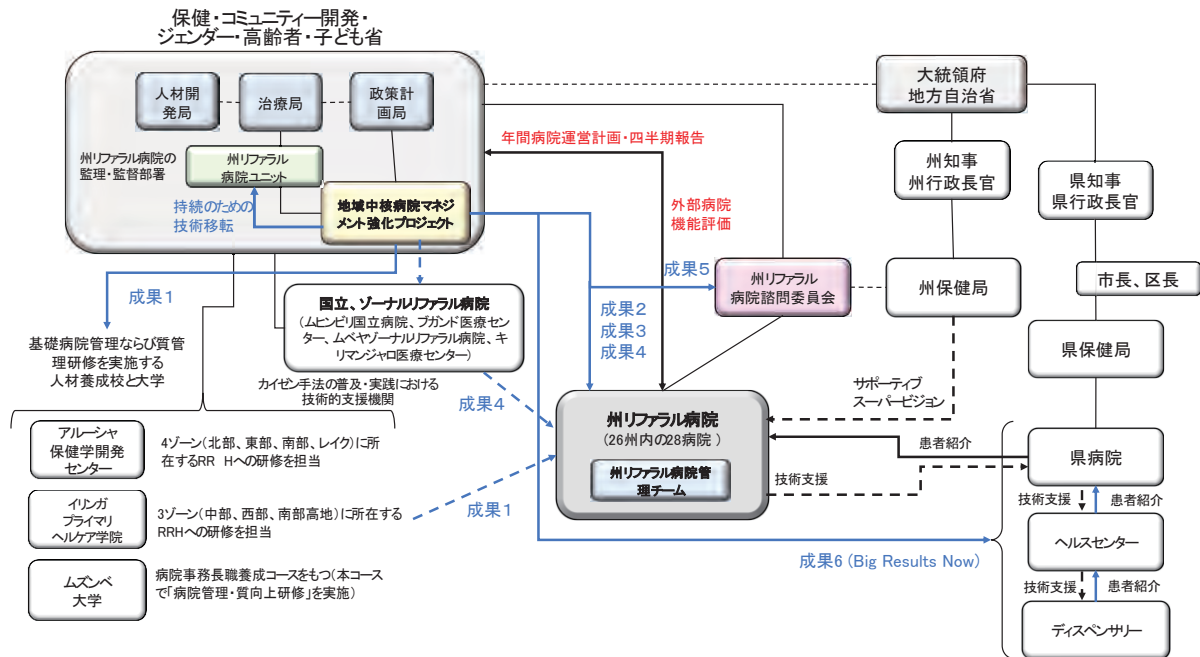 保健・コミュニティー開発・
ジェンダー・高齢者・子ども省
人材開
発局
治療局
政策計
画局
州リファラル病院の
監理・監督部署
州リファラル
病院ユニット
持続のための
技術移転
地域中核病院マネジ
メント強化プロジェクト
年間病院運営計画・四半期報告
外部病院
機能評価
大統領府
地方自治省
州知事
州行政長官
県知事
県行政長官
成果5
州リファラル
病院諮問委員会
州保健局
市長、区長
県保健局
成果1
国立、ゾーナルリファラル病院
(ムヒンビリ国立病院、ブガンド医療セン
ター、ムベヤゾーナルリファラル病院、キ
リマンジャロ医療センター)
成果2
成果3
成果4
基礎病院管理ならび質管
理研修を実施する
人材養成校と大学
カイゼン手法の普及・実践における
技術的支援機関
成果4
サポーティブ
スーパービジョン
アルーシャ
保健学開発
センター
4ゾーン(北部、東部、南部、レイク)に所
在するRR Hへの研修を担当
州リファラル病院
(26州内の28病院 )
州リファラル病院管
理チーム
患者紹介
技術支援
県病院
イリンガ
プライマリ
ヘルケア学院
3ゾーン(中部、西部、南部高地)に所在する
RRHへの研修を担当
成果1
技術支援
患者紹介
ヘルスセンター
成果6 (Big Results Now)
ムズンベ
大学
病院事務長職養成コースをもつ(本コース
で「病院管理・質向上研修」を実施)
技術支援
患者紹介
ディスペンサリー